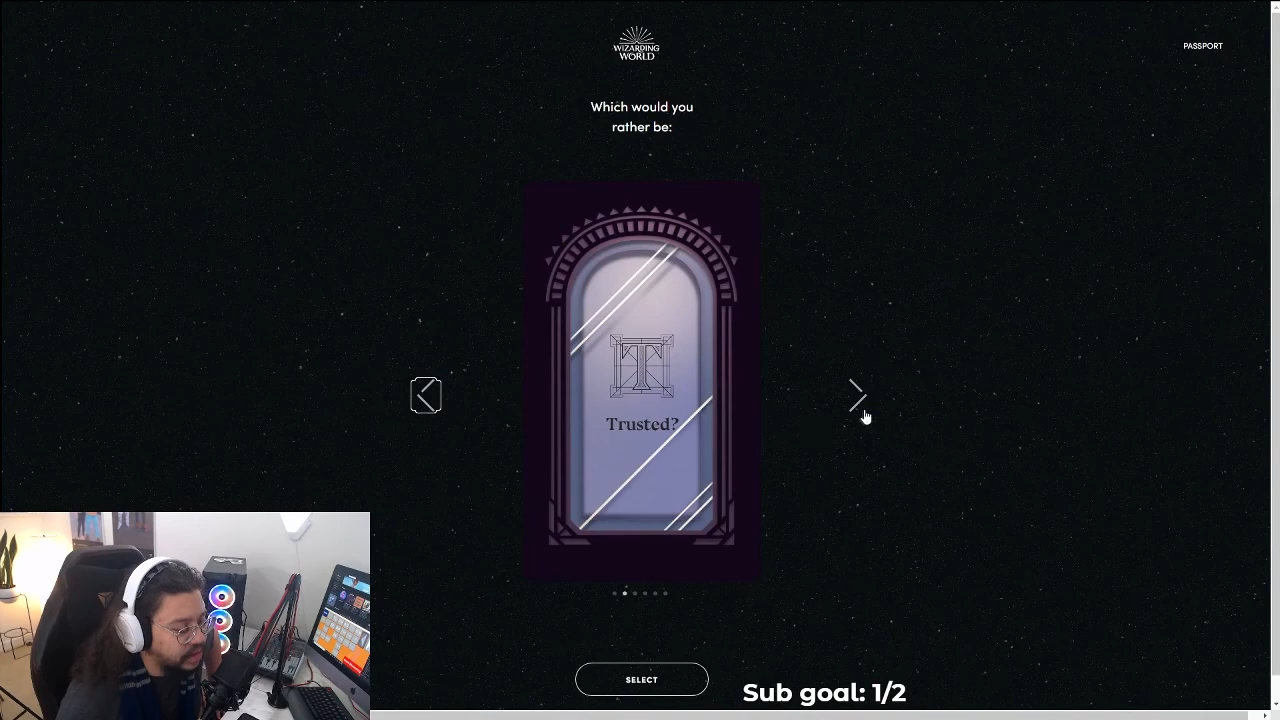 WIZARDING
WORLD
PASSPORT
Which would you
rather be:
T
Trusted?
SELECT
Sub goal: 1/2